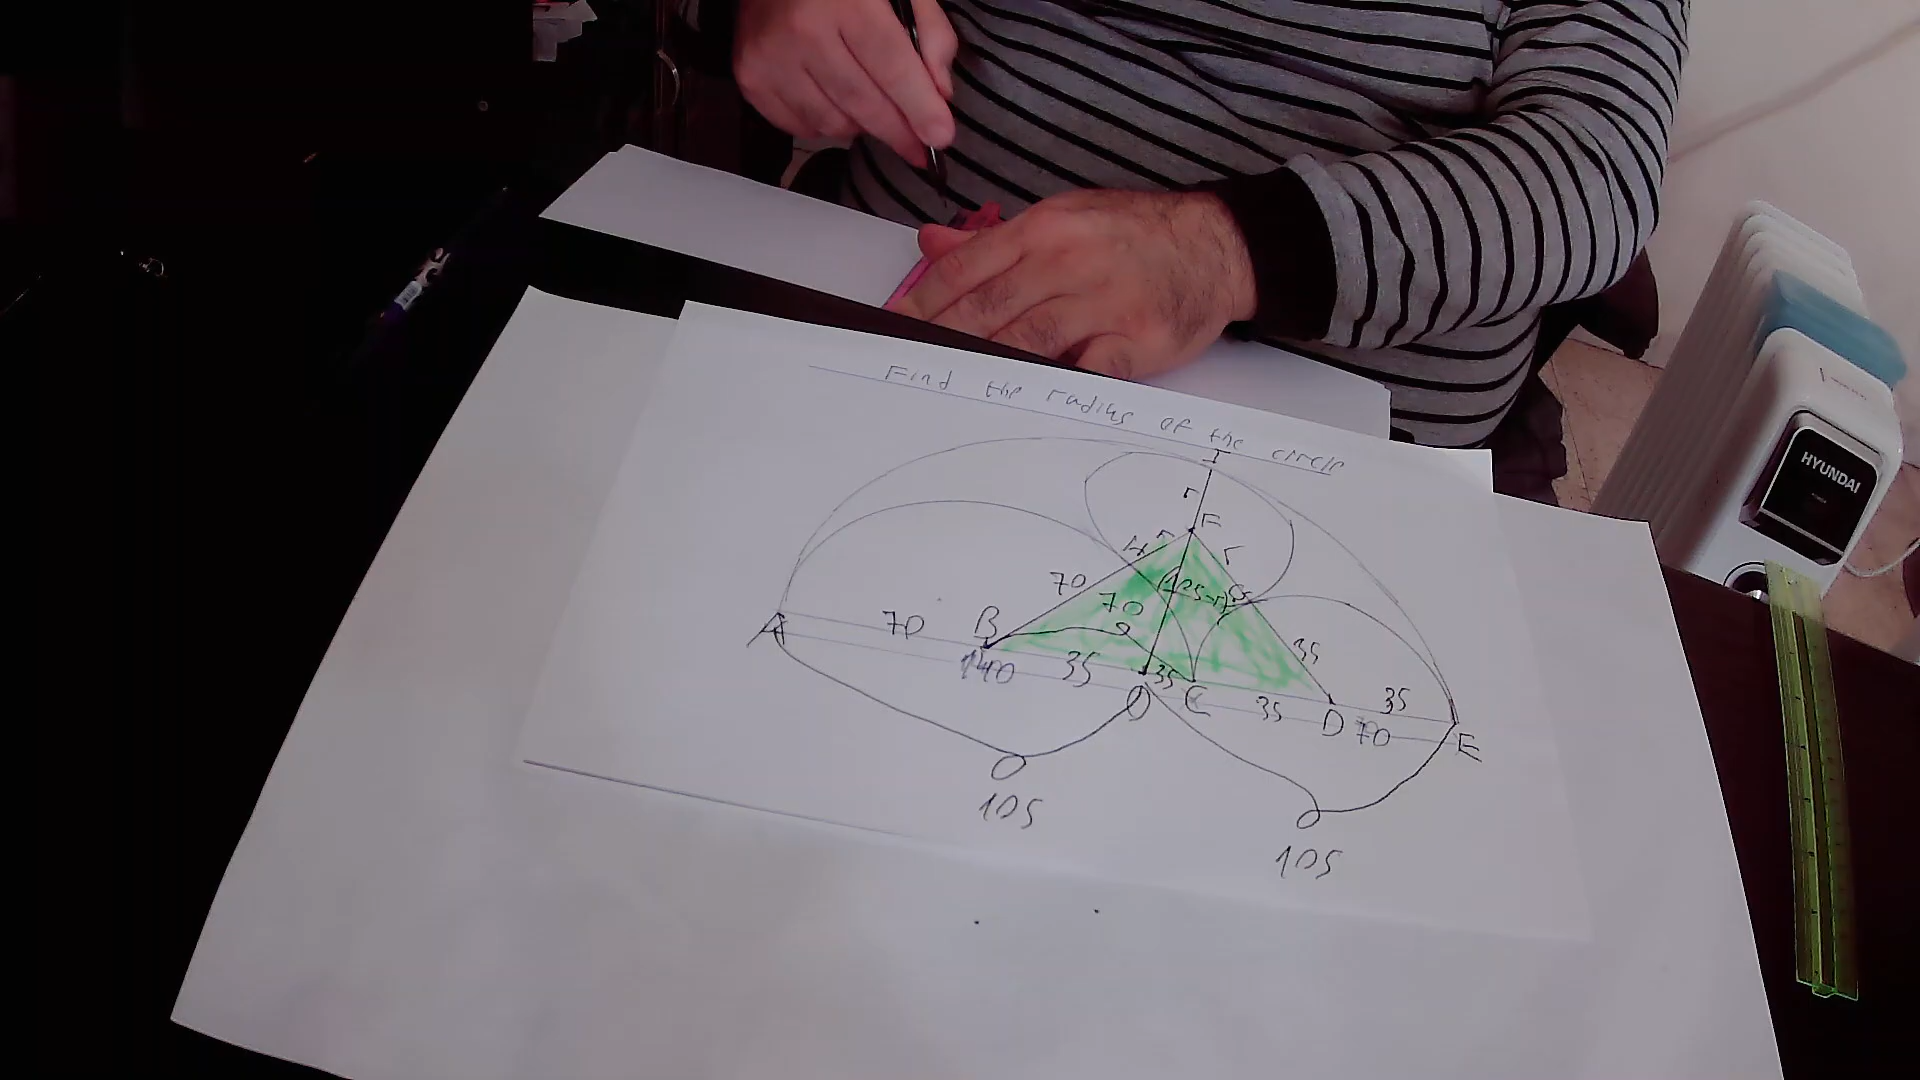 Find the radius of the circle
I
r
F
H r r
70 (125-r) G
70
A 70 B 35
140 35 35 O C 35 D 35 E
70
105
105
HYUNDAI